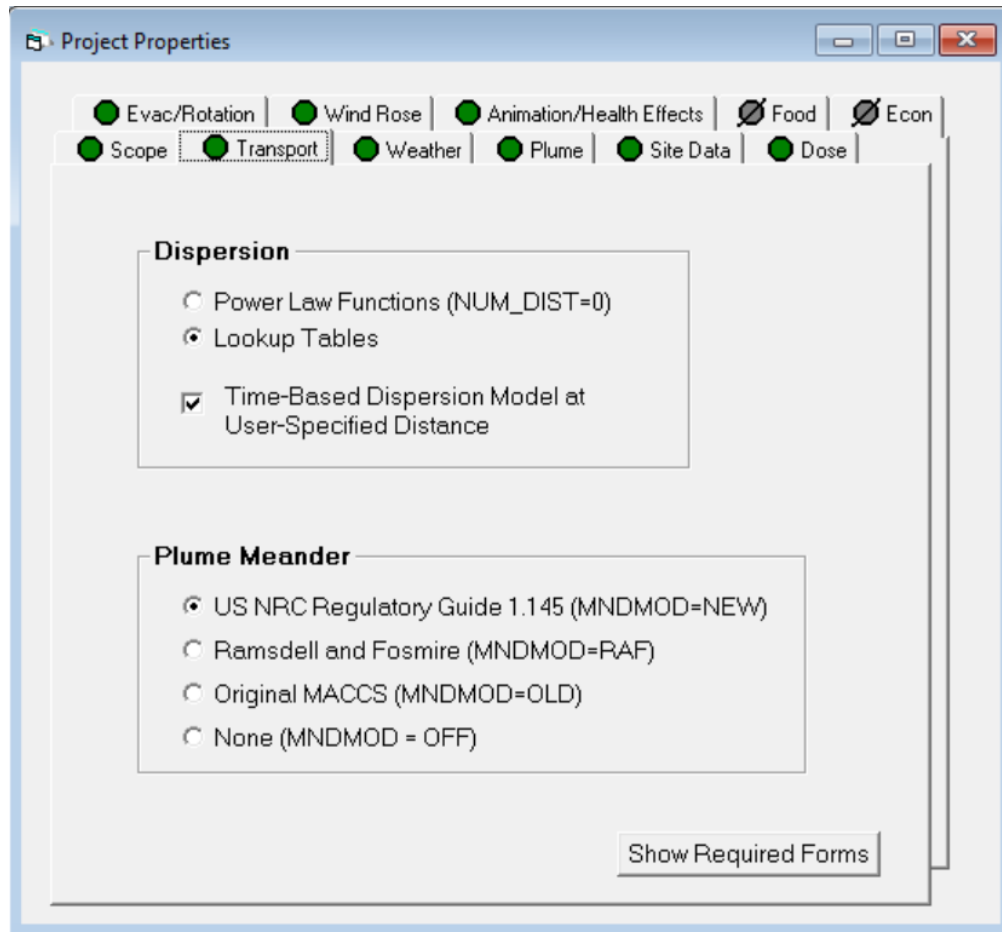 Project Properties
Evac/Rotation
Wind Rose
Animation/Health Effects
Food
Econ
Scope
Transport
Weather
Plume
Site Data
Dose
Dispersion
Power Law Functions (NUM_DIST=0)
Lookup Tables
Time-Based Dispersion Model at
User-Specified Distance
Plume Meander
US NRC Regulatory Guide 1.145 (MNDMOD=NEW)
Ramsdell and Fosmire (MNDMOD=RAF)
Original MACCS (MNDMOD=OLD)
None (MNDMOD = OFF)
Show Required Forms